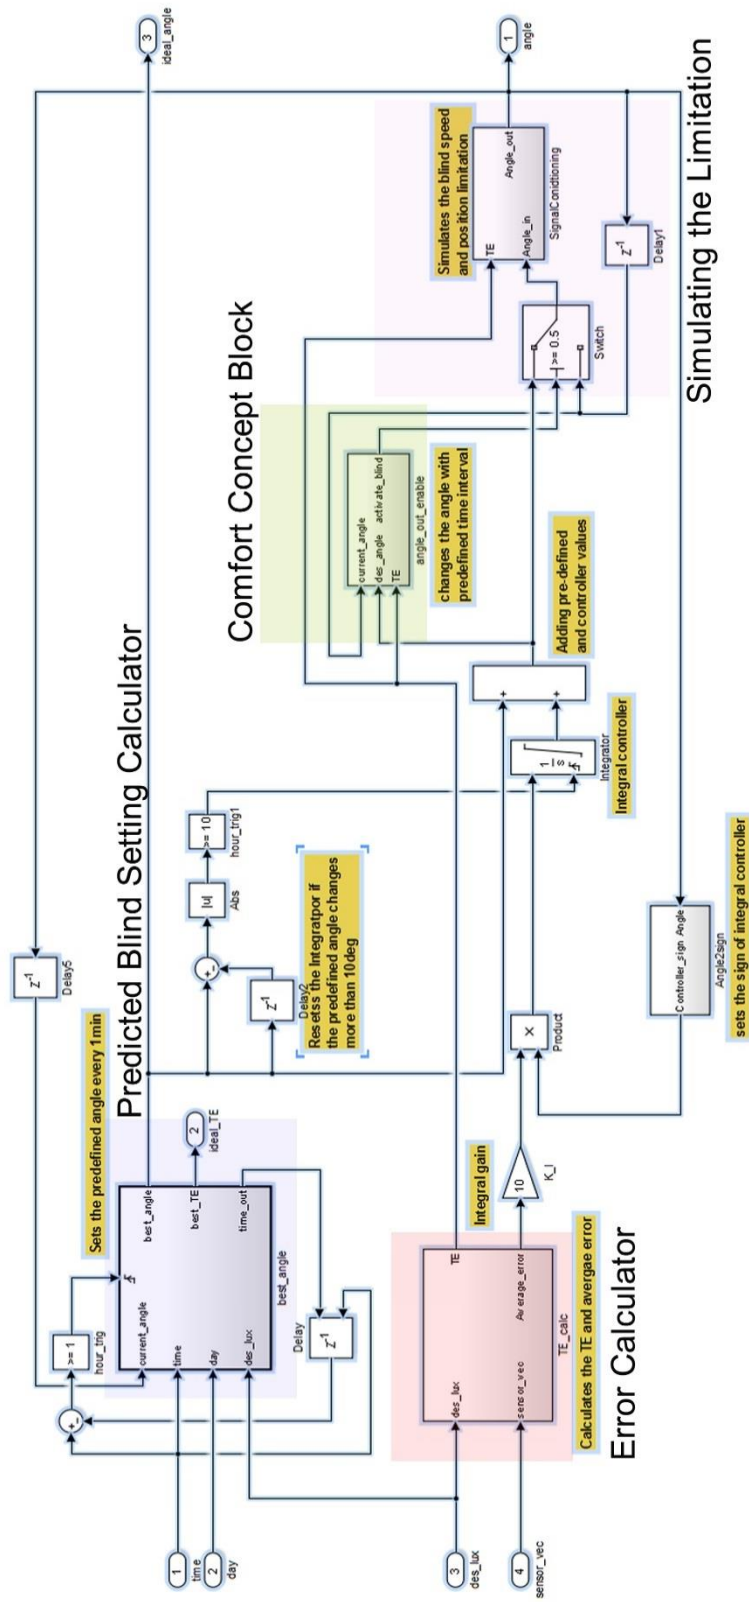 Predicted Blind Setting Calculator
Comfort Concept Block
Simulating the Limitation
Error Calculator
Sets the predefined angle every 1min
Resetss the Integratpor if
the predefined angle changes
more than 10deg
changes the angle with
predefined time interval
Simulates the blind speed
and position limitation
Adding pre-defined
and controller values
Integral controller
Integral gain
Calculates the TE and avergae error
sets the sign of integral controller
1
time
2
day
3
des_lux
4
sensor_vec
+-
>= 1
hour_trig
current_angle
time
day
des_lux
best_angle
best_TE
time_out
best_angle
z-1
Delay
z-1
Delay5
2
ideal_TE
3
ideal_angle
+-
z-1
Delay2
|u|
Abs
>= 10
hour_trig1
des_lux
sensor_vec
TE
Average_error
TE_calc
10
K_I
×
Product
Controller_sign
Angle
Angle2sign
1
s
Integrator
+
+
current_angle
des_angle
TE
activate_blind
angle_out_enable
>= 0.5
Switch
TE
Angle_in
Angle_out
SignalConidtioning
z-1
Delay1
1
angle